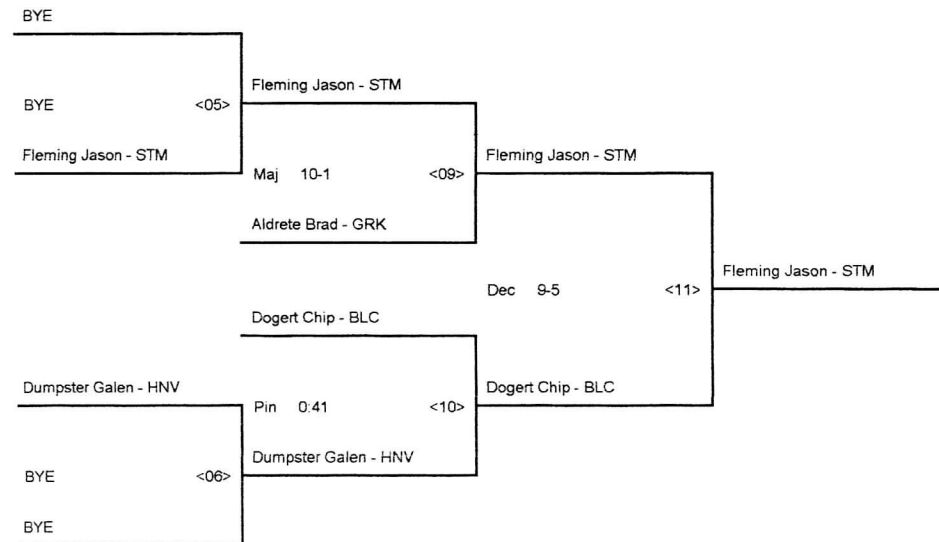 BYE
Fleming Jason - STM
BYE <05>
Fleming Jason - STM
Fleming Jason - STM
Maj 10-1 <09>
Aldrete Brad - GRK
Fleming Jason - STM
Dec 9-5 <11>
Dogert Chip - BLC
Dumpster Galen - HNV
Dogert Chip - BLC
Pin 0:41 <10>
Dumpster Galen - HNV
BYE <06>
BYE